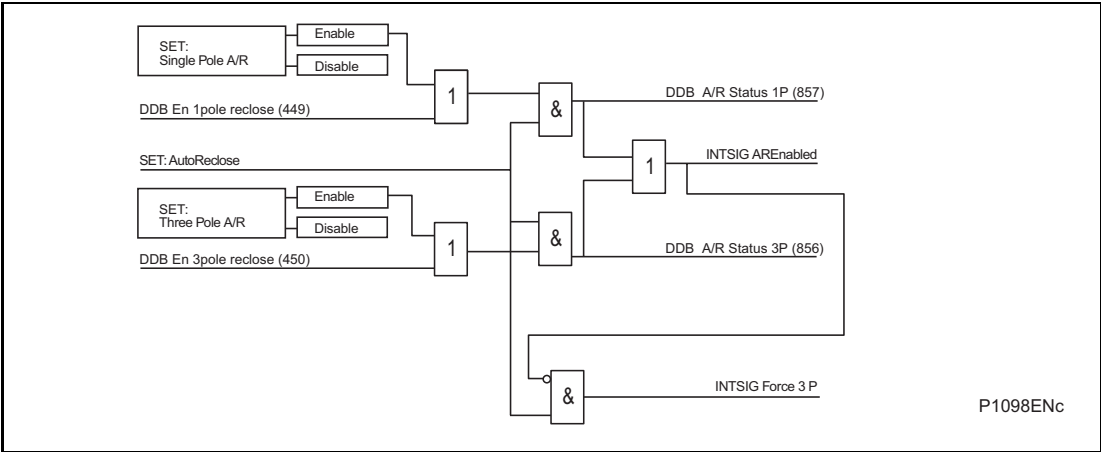 SET:
Single Pole A/R
Enable
Disable
DDB En 1pole reclose (449)
1
&
DDB A/R Status 1P (857)
SET: AutoReclose
1
INTSIG AREnabled
SET:
Three Pole A/R
Enable
Disable
DDB En 3pole reclose (450)
1
&
DDB A/R Status 3P (856)
&
INTSIG Force 3 P
P1098ENc